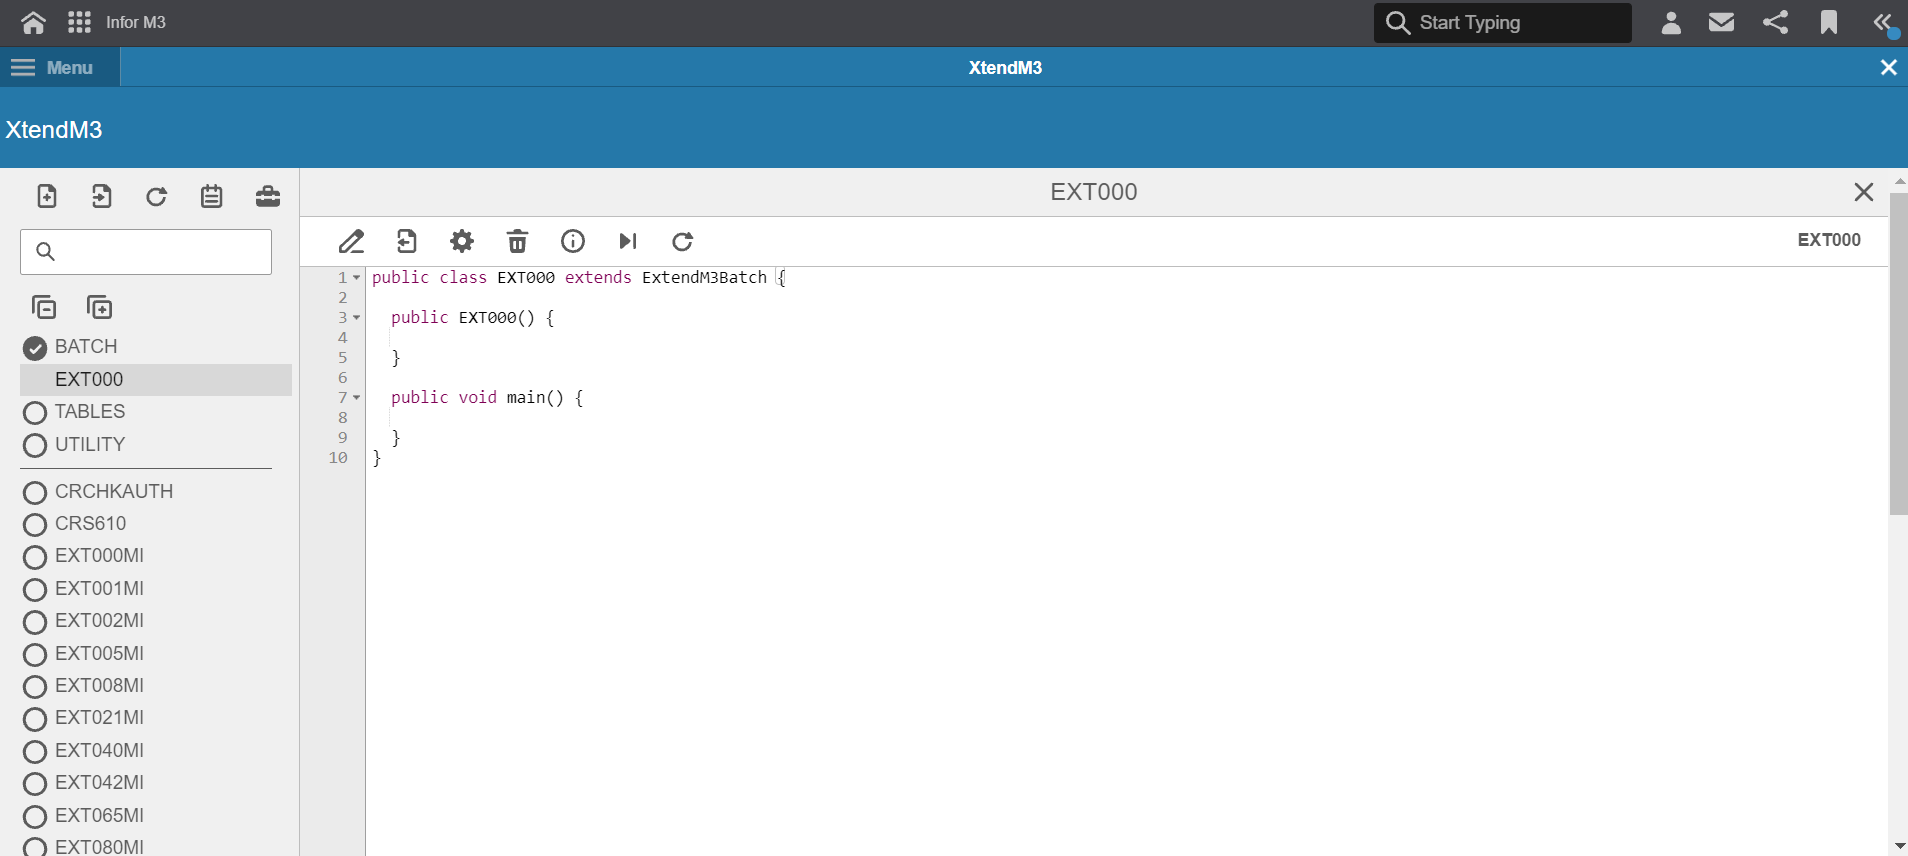 Infor M3
Start Typing
Menu
XtendM3
XtendM3
EXT000
EXT000
BATCH
EXT000
TABLES
UTILITY
CRCHKAUTH
CRS610
EXT000MI
EXT001MI
EXT002MI
EXT005MI
EXT008MI
EXT021MI
EXT040MI
EXT042MI
EXT065MI
EXT080MI
1 public class EXT000 extends ExtendM3Batch {
2
3   public EXT000() {
4
5   }
6
7   public void main() {
8
9   }
10 }